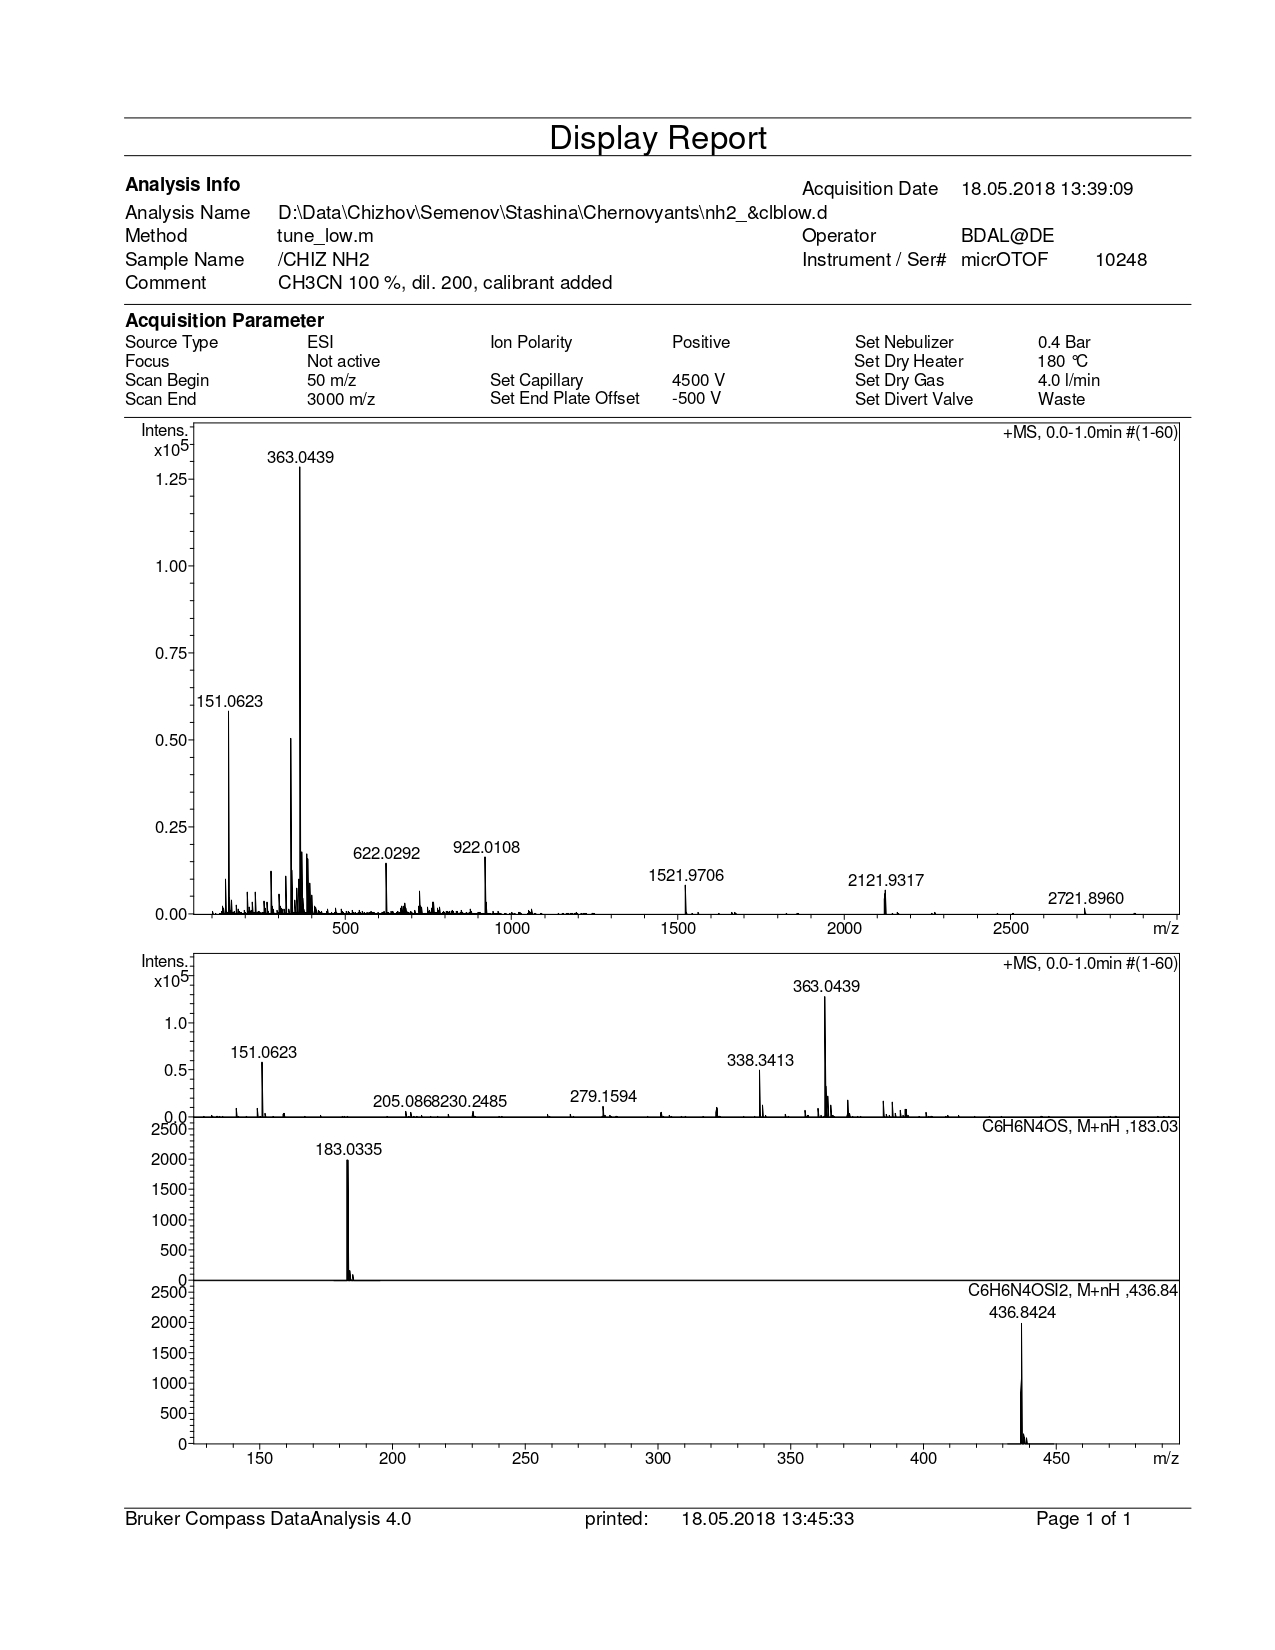 Display Report
Analysis Info
Acquisition Date 18.05.2018 13:39:09
Analysis Name D:\Data\Chizhov\Semenov\Stashina\Chernovyants\nh2_&clblow.d
Method tune_low.m Operator BDAL@DE
Sample Name /CHIZ NH2 Instrument / Ser# micrOTOF 10248
Comment CH3CN 100 %, dil. 200, calibrant added
Acquisition Parameter
Source Type ESI Ion Polarity Positive Set Nebulizer 0.4 Bar
Focus Not active Set Dry Heater 180 °C
Scan Begin 50 m/z Set Capillary 4500 V Set Dry Gas 4.0 l/min
Scan End 3000 m/z Set End Plate Offset -500 V Set Divert Valve Waste
Intens. +MS, 0.0-1.0min #(1-60)
x105
363.0439
1.25
1.00
0.75
151.0623
0.50
0.25
622.0292 922.0108
1521.9706 2121.9317
2721.8960
0.00
500 1000 1500 2000 2500 m/z
Intens. +MS, 0.0-1.0min #(1-60)
x105
363.0439
1.0
151.0623 338.3413
0.5
205.0868 230.2485 279.1594
0.0
2500 C6H6N4OS, M+nH ,183.03
183.0335
2000
1500
1000
500
0
2500 C6H6N4OSI2, M+nH ,436.84
436.8424
2000
1500
1000
500
0
150 200 250 300 350 400 450 m/z
Bruker Compass DataAnalysis 4.0 printed: 18.05.2018 13:45:33 Page 1 of 1